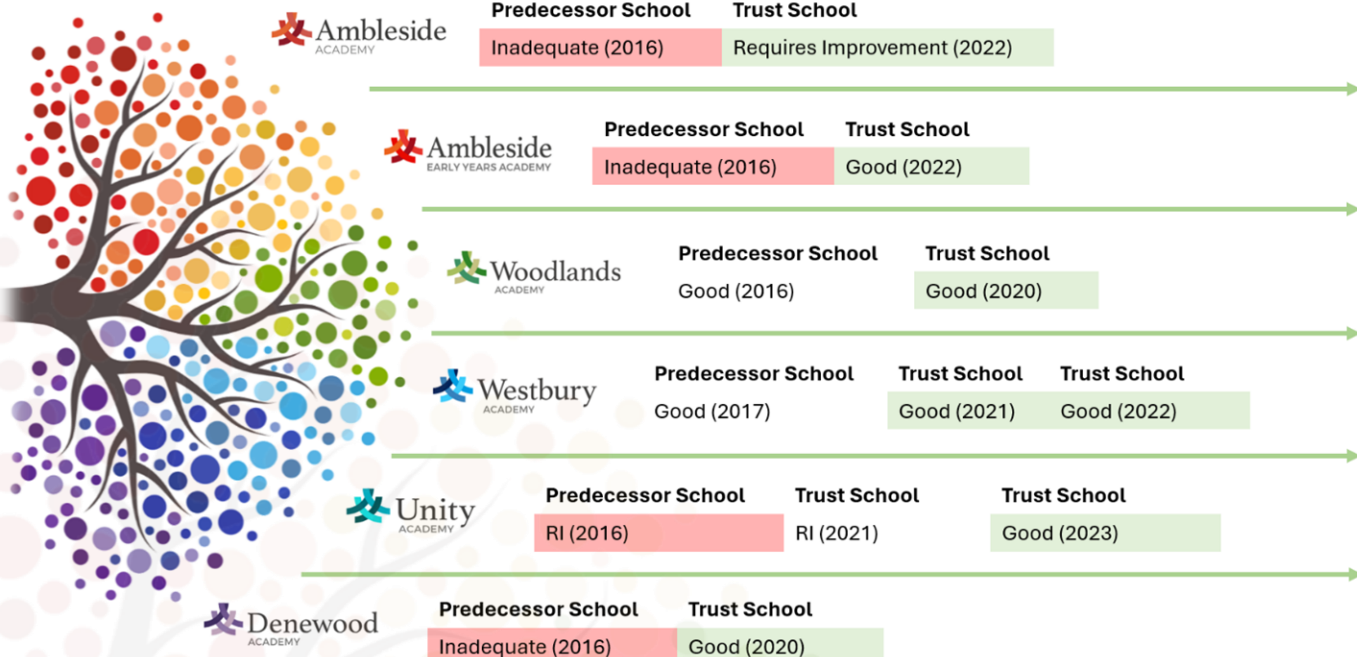 Predecessor School Trust School
Ambleside
ACADEMY
Inadequate (2016) Requires Improvement (2022)
Predecessor School Trust School
Ambleside
EARLY YEARS ACADEMY
Inadequate (2016) Good (2022)
Predecessor School Trust School
Woodlands
ACADEMY
Good (2016) Good (2020)
Predecessor School Trust School Trust School
Westbury
ACADEMY
Good (2017) Good (2021) Good (2022)
Predecessor School Trust School Trust School
Unity
ACADEMY
RI (2016) RI (2021) Good (2023)
Predecessor School Trust School
Denewood
ACADEMY
Inadequate (2016) Good (2020)